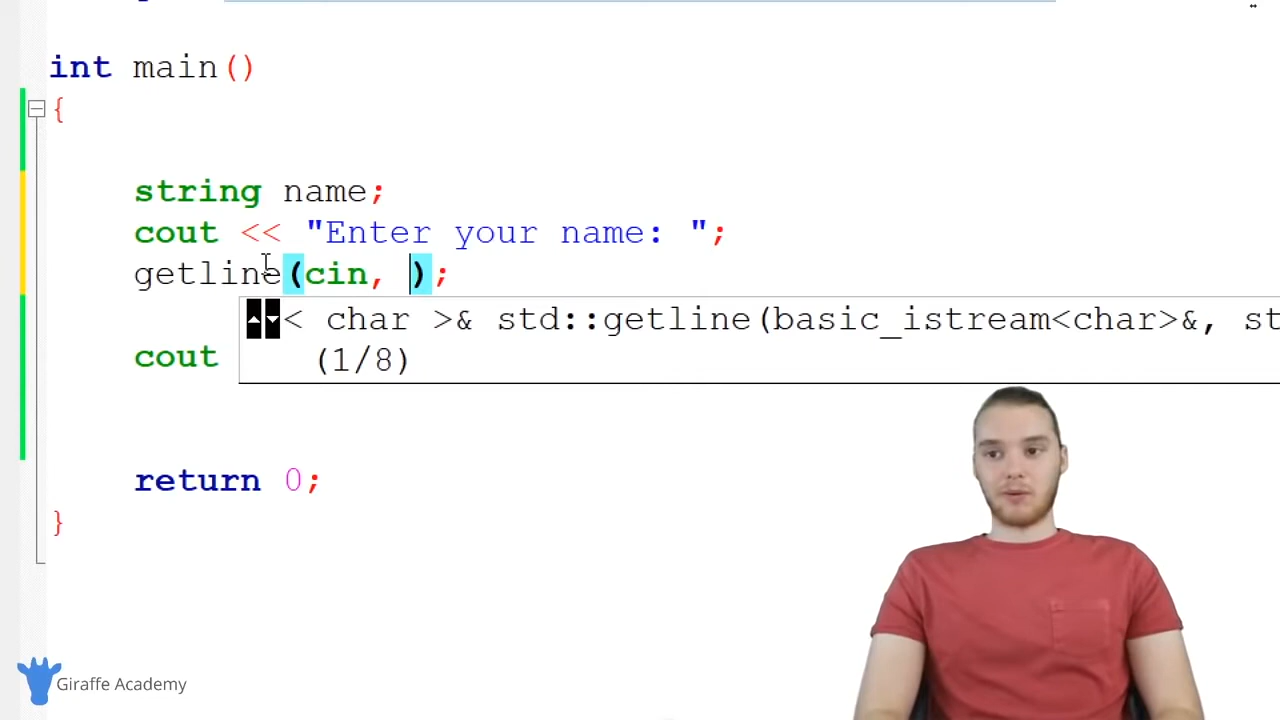 int main()
{
string name;
cout << "Enter your name: ";
getline(cin, );
< char >& std::getline(basic_istream<char>&, st
(1/8)
cout
return 0;
}
Giraffe Academy